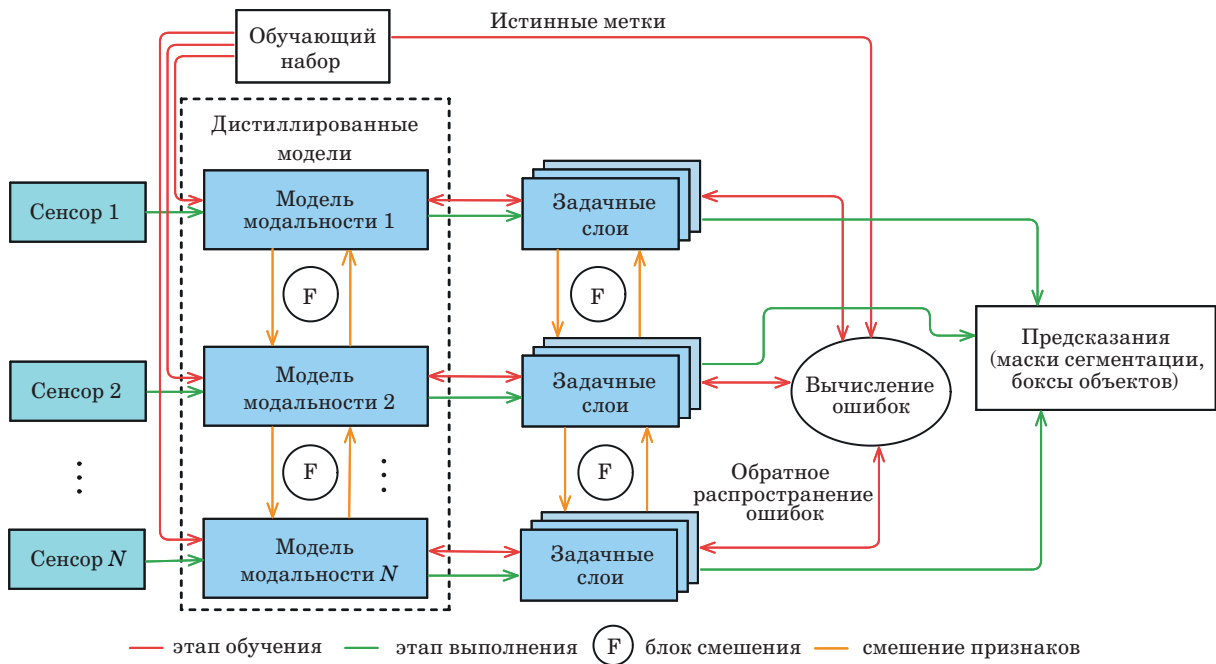 Истинные метки
Обучающий
набор
Дистиллированные
модели
Сенсор 1
Модель
модальности 1
Задачные
слои
F
F
Сенсор 2
Модель
модальности 2
Задачные
слои
Вычисление
ошибок
Предсказания
(маски сегментации,
боксы объектов)
F
F
Обратное
распространение
ошибок
Сенсор N
Модель
модальности N
Задачные
слои
этап обучения
этап выполнения
F
блок смешения
смешение признаков